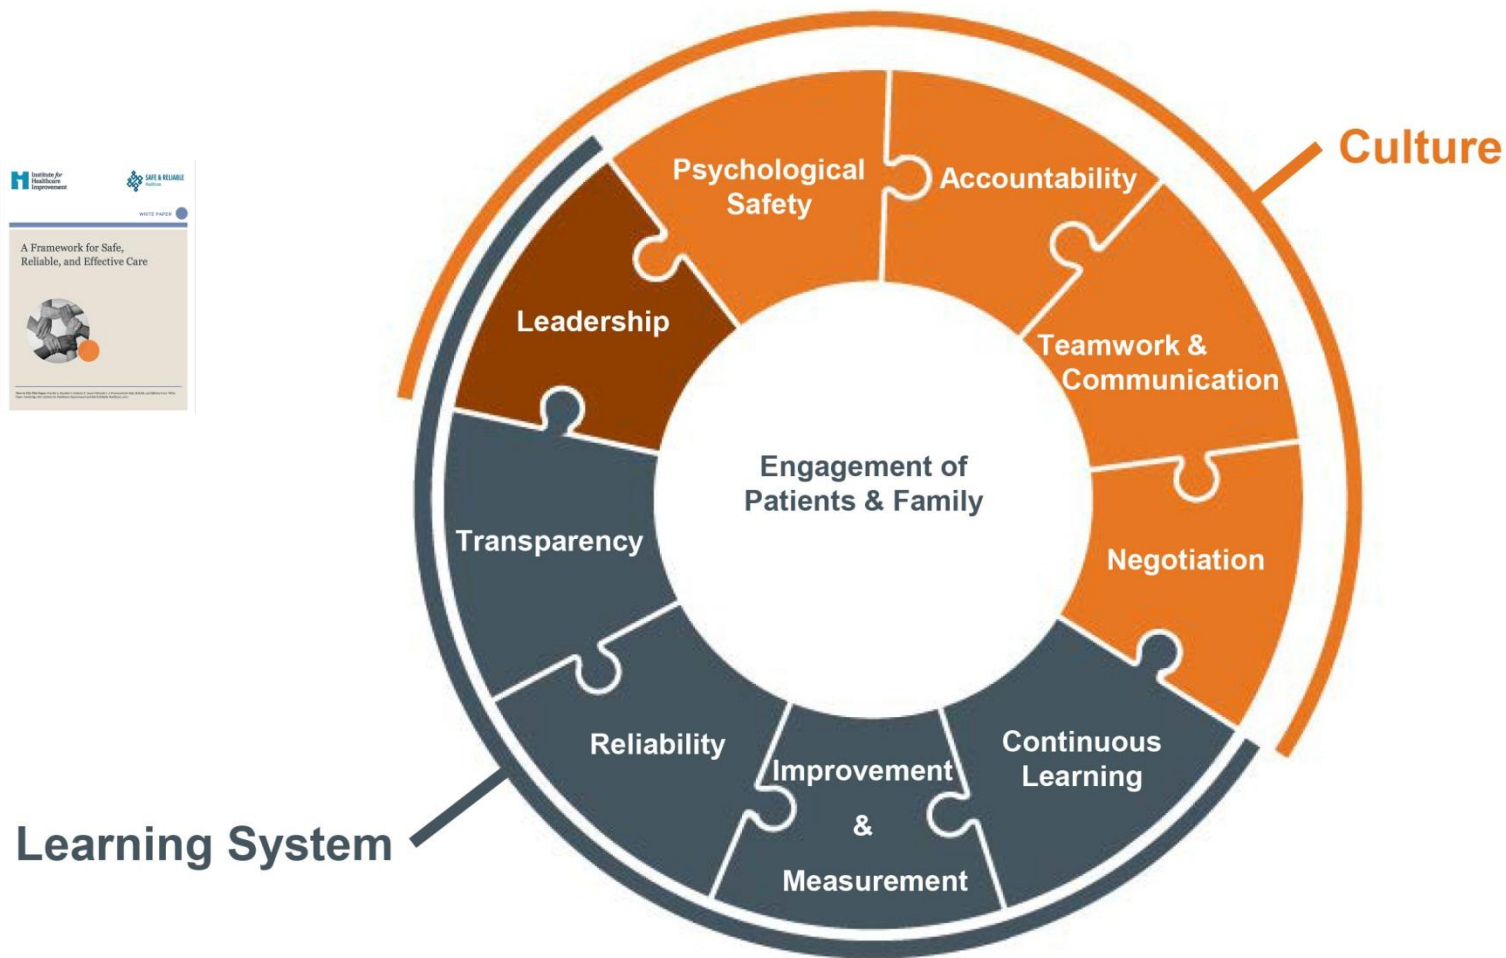 Institute for
Healthcare
Improvement
SAFE & RELIABLE
Healthcare
WHITE PAPER
A Framework for Safe,
Reliable, and Effective Care
Culture
Psychological
Safety
Accountability
Leadership
Teamwork &
Communication
Engagement of
Patients & Family
Transparency
Negotiation
Reliability
Improvement
&
Measurement
Continuous
Learning
Learning System